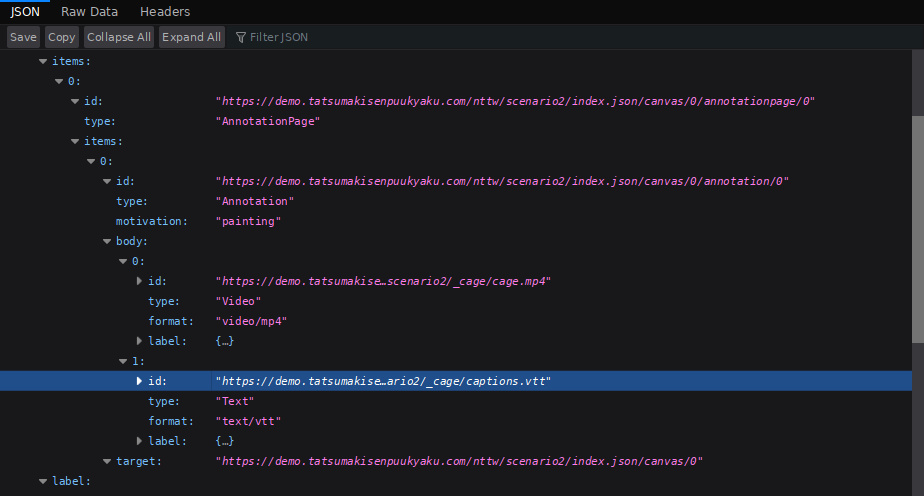 JSON Raw Data Headers
Save Copy Collapse All Expand All Filter JSON
items:
0:
id: "https://demo.tatsumakisenpuukyaku.com/nttw/scenario2/index.json/canvas/0/annotationpage/0"
type: "AnnotationPage"
items:
0:
id: "https://demo.tatsumakisenpuukyaku.com/nttw/scenario2/index.json/canvas/0/annotation/0"
type: "Annotation"
motivation: "painting"
body:
0:
id: "https://demo.tatsumakise…scenario2/_cage/cage.mp4"
type: "Video"
format: "video/mp4"
label: {…}
1:
id: "https://demo.tatsumakise…ario2/_cage/captions.vtt"
type: "Text"
format: "text/vtt"
label: {…}
target: "https://demo.tatsumakisenpuukyaku.com/nttw/scenario2/index.json/canvas/0"
label: